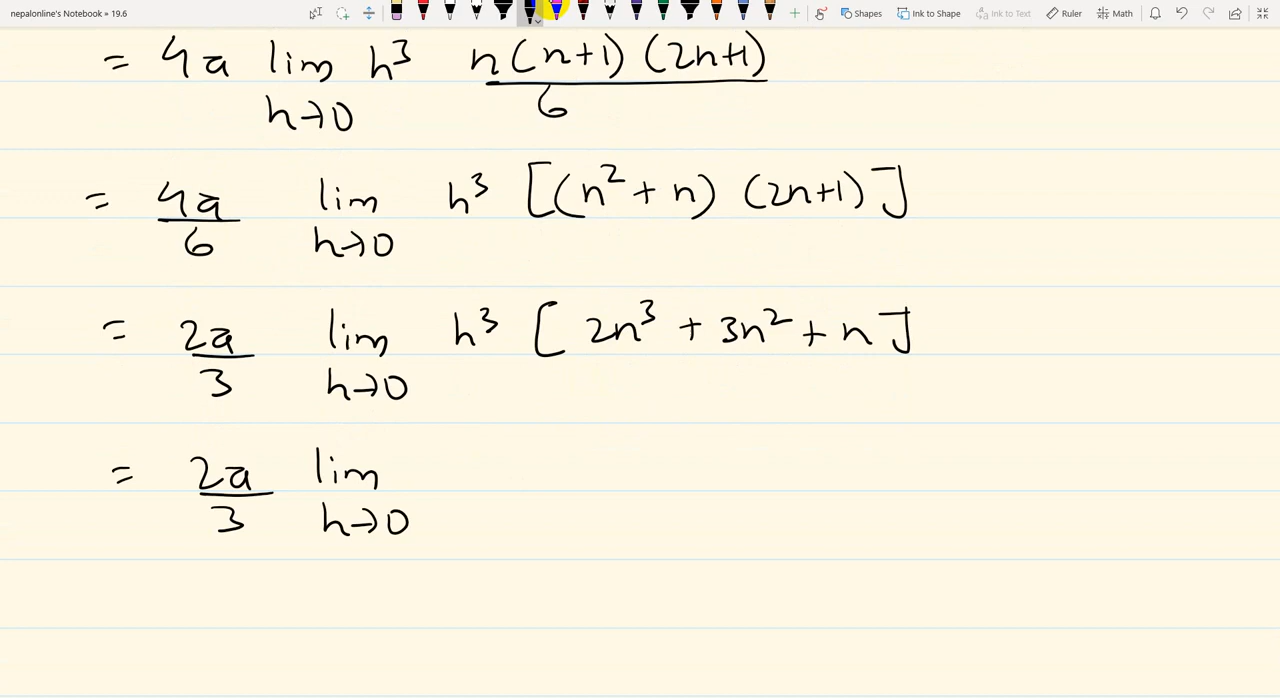 nepalonline's Notebook » 19.6
Shapes Ink to Shape Ink to Text Ruler Math
= 4a lim h→0 h³ n(n+1)(2n+1)/6
= 4a/6 lim h→0 h³ [(n²+n) (2n+1)]
= 2a/3 lim h→0 h³ [2n³ + 3n² + n]
= 2a/3 lim h→0